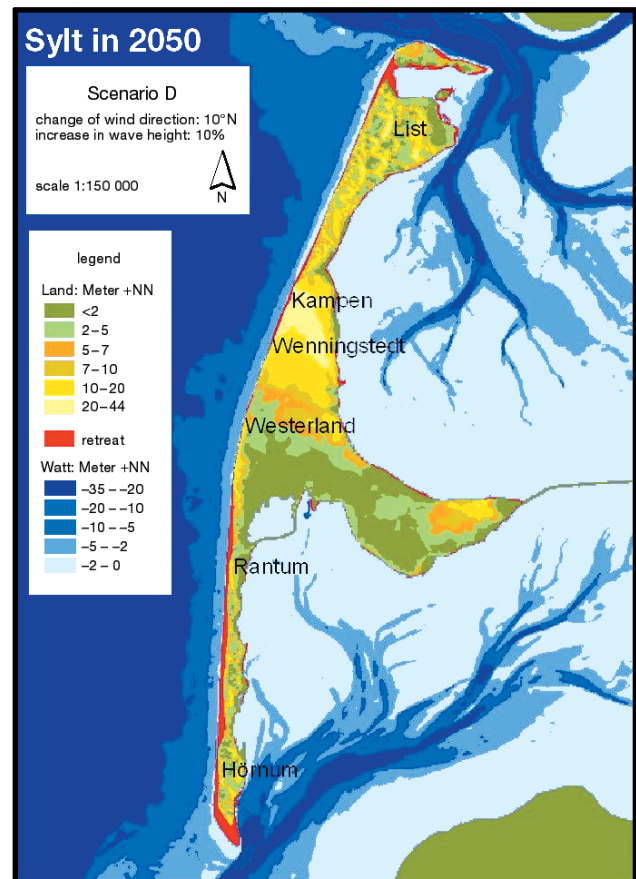 Sylt in 2050
Scenario D
change of wind direction: 10°N
increase in wave height: 10%
scale 1:150 000
N
legend
Land: Meter +NN
<2
2–5
5–7
7–10
10–20
20–44
retreat
Watt: Meter +NN
–35 – –20
–20 – –10
–10 – –5
–5 – –2
–2 – 0
List
Kampen
Wenningstedt
Westerland
Rantum
Hörnum